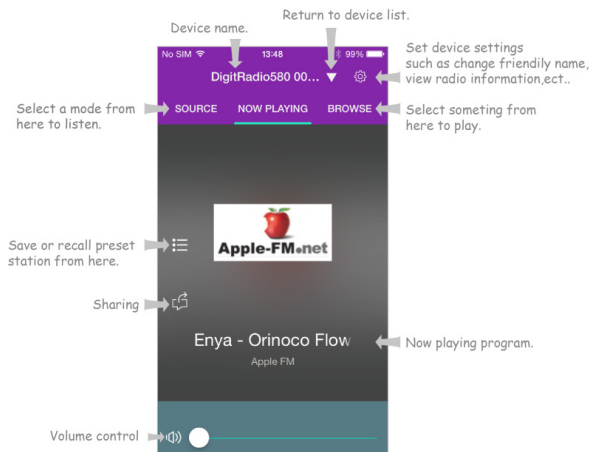 Return to device list.
Device name.
No SIM 13:48 99%
DigitRadio580 00...
Set device settings
such as change friendily name,
view radio information,ect..
Select a mode from
here to listen.
SOURCE NOW PLAYING BROWSE
Select someting from
here to play.
Apple-FM.net
Save or recall preset
station from here.
Sharing
Enya - Orinoco Flow
Now playing program.
Apple FM
Volume control